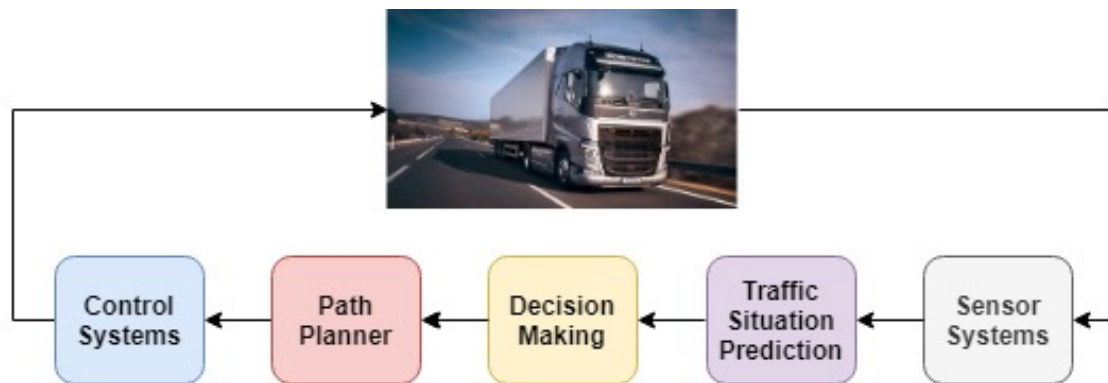 Control
Systems
Path
Planner
Decision
Making
Traffic
Situation
Prediction
Sensor
Systems